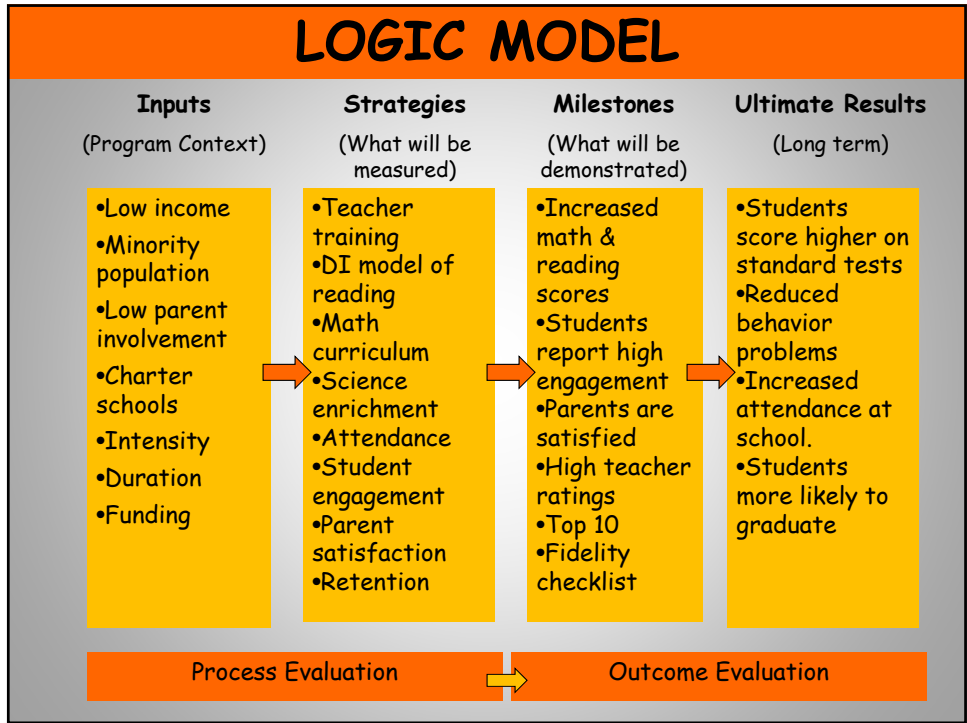 LOGIC MODEL
Inputs
(Program Context)
•Low income
•Minority
population
•Low parent
involvement
•Charter
schools
•Intensity
•Duration
•Funding
Strategies
(What will be
measured)
•Teacher
training
•DI model of
reading
•Math
curriculum
•Science
enrichment
•Attendance
•Student
engagement
•Parent
satisfaction
•Retention
Milestones
(What will be
demonstrated)
•Increased
math &
reading
scores
•Students
report high
engagement
•Parents are
satisfied
•High teacher
ratings
•Top 10
•Fidelity
checklist
Ultimate Results
(Long term)
•Students
score higher on
standard tests
•Reduced
behavior
problems
•Increased
attendance at
school.
•Students
more likely to
graduate
Process Evaluation
Outcome Evaluation